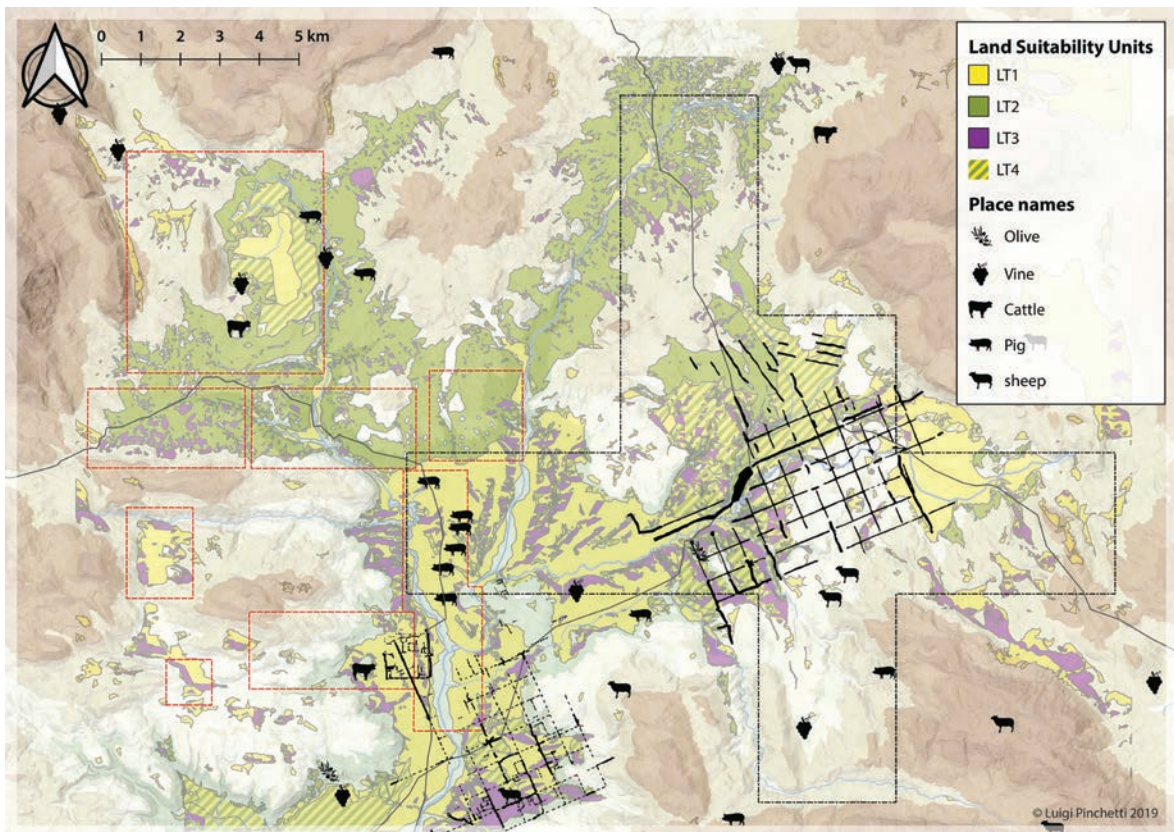 0 1 2 3 4 5 km
Land Suitability Units
LT1
LT2
LT3
LT4
Place names
Olive
Vine
Cattle
Pig
sheep
© Luigi Pinchetti 2019